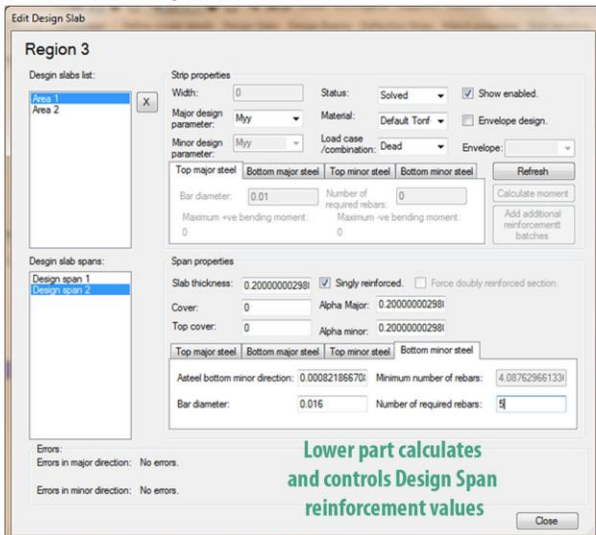 Edit Design Slab
Region 3
Desgin slabs list:
Area 1
Area 2
X
Strip properties
Width: 0 Status: Solved Show enabled.
Major design parameter: Myy Material: Default Tonf Envelope design.
Minor design parameter: Myy Load case /combination: Dead Envelope:
Top major steel Bottom major steel Top minor steel Bottom minor steel Refresh
Bar diameter: 0.01 Number of required rebars: 0 Calculate moment
Maximum +ve bending moment: Maximum -ve bending moment: Add additional reinforcementt batches
0 0
Desgin slab spans:
Design span 1
Design span 2
Span properties
Slab thickness: 0.2000000298 Singly reinforced. Force doubly reinforced section.
Cover: 0 Alpha Major: 0.2000000298
Top cover: 0 Alpha minor: 0.2000000298
Top major steel Bottom major steel Top minor steel Bottom minor steel
Asteel bottom minor direction: 0.00082186670 Minimum number of rebars: 4.0876296613
Bar diameter: 0.016 Number of required rebars: 5
Errors:
Errors in major direction: No errors.
Errors in minor direction: No errors.
Lower part calculates
and controls Design Span
reinforcement values
Close